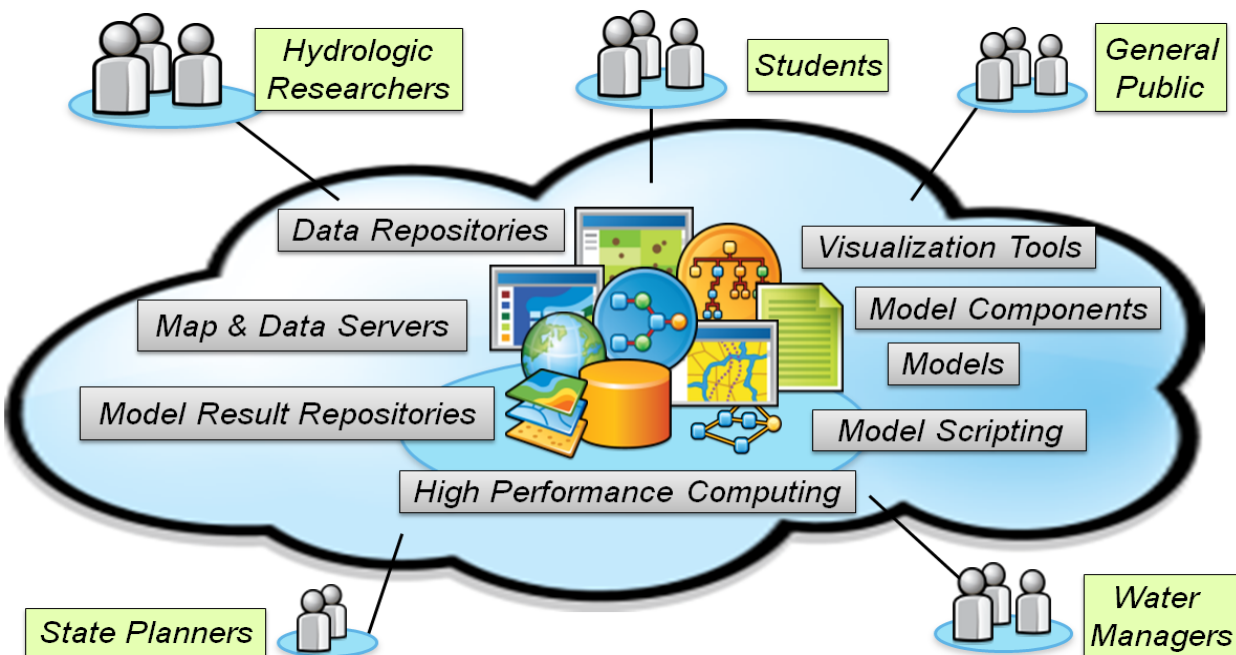 Hydrologic
Researchers
Students
General
Public
Data Repositories
Visualization Tools
Map & Data Servers
Model Components
Models
Model Result Repositories
Model Scripting
High Performance Computing
State Planners
Water
Managers